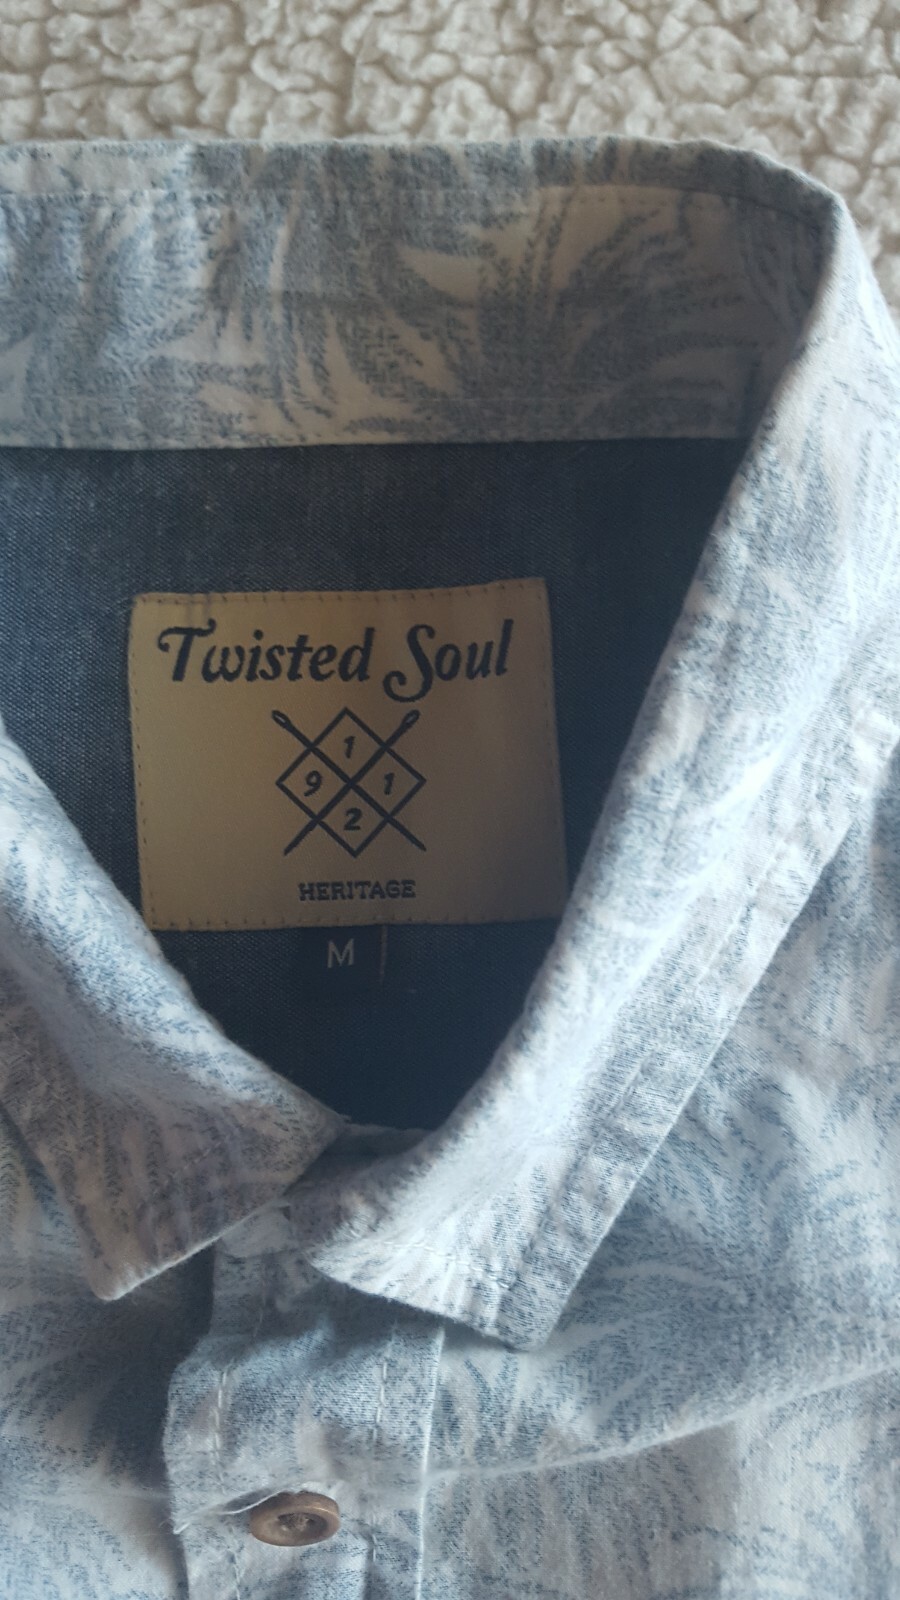 Twisted Soul
1
9 1
2
HERITAGE
M